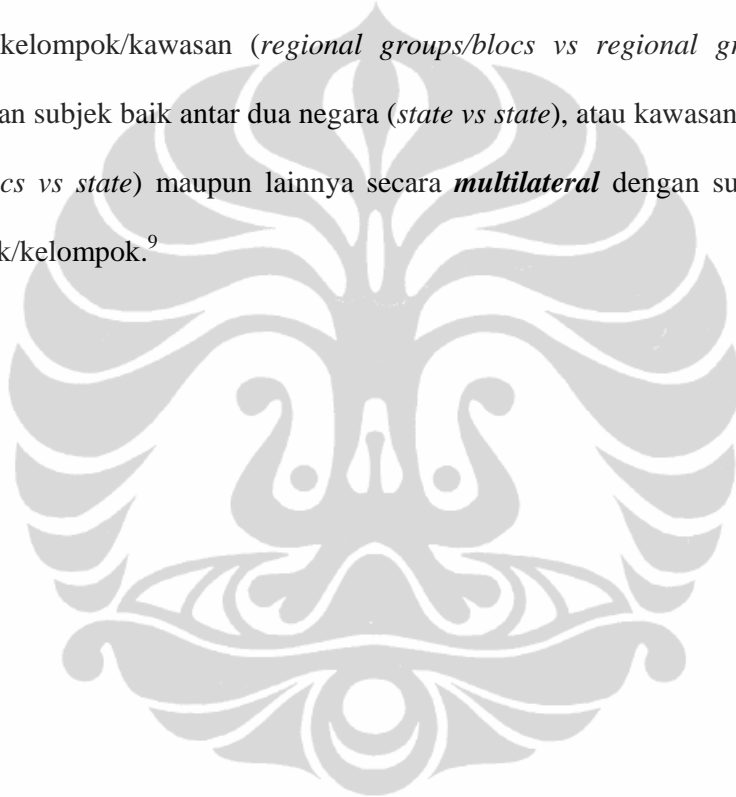 kelompok/kawasan (regional groups/blocs vs regional gr
an subjek baik antar dua negara (state vs state), atau kawasan
cs vs state) maupun lainnya secara multilateral dengan su
k/kelompok.9